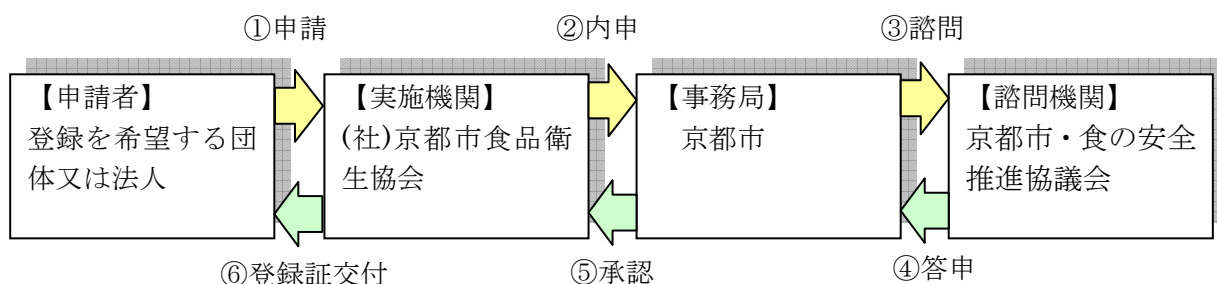 ①申請
②内申
③諮問
【申請者】
登録を希望する団
体又は法人
【実施機関】
(社)京都市食品衛
生協会
【事務局】
京都市
【諮問機関】
京都市・食の安全
推進協議会
⑥登録証交付
⑤承認
④答申